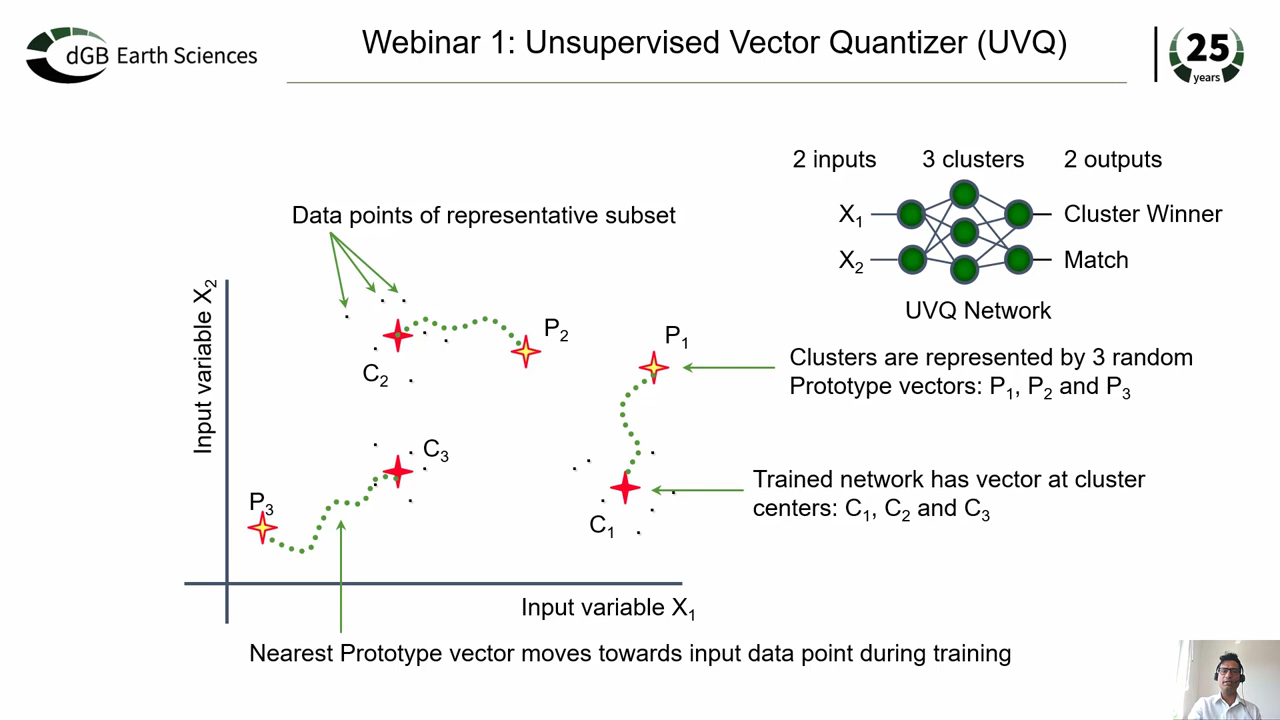 dGB Earth Sciences
Webinar 1: Unsupervised Vector Quantizer (UVQ)
25
years
2 inputs
3 clusters
2 outputs
X1
Cluster Winner
X2
Match
UVQ Network
Data points of representative subset
Input variable X2
P2
P1
C2
Clusters are represented by 3 random
Prototype vectors: P1, P2 and P3
C3
P3
C1
Trained network has vector at cluster
centers: C1, C2 and C3
Input variable X1
Nearest Prototype vector moves towards input data point during training